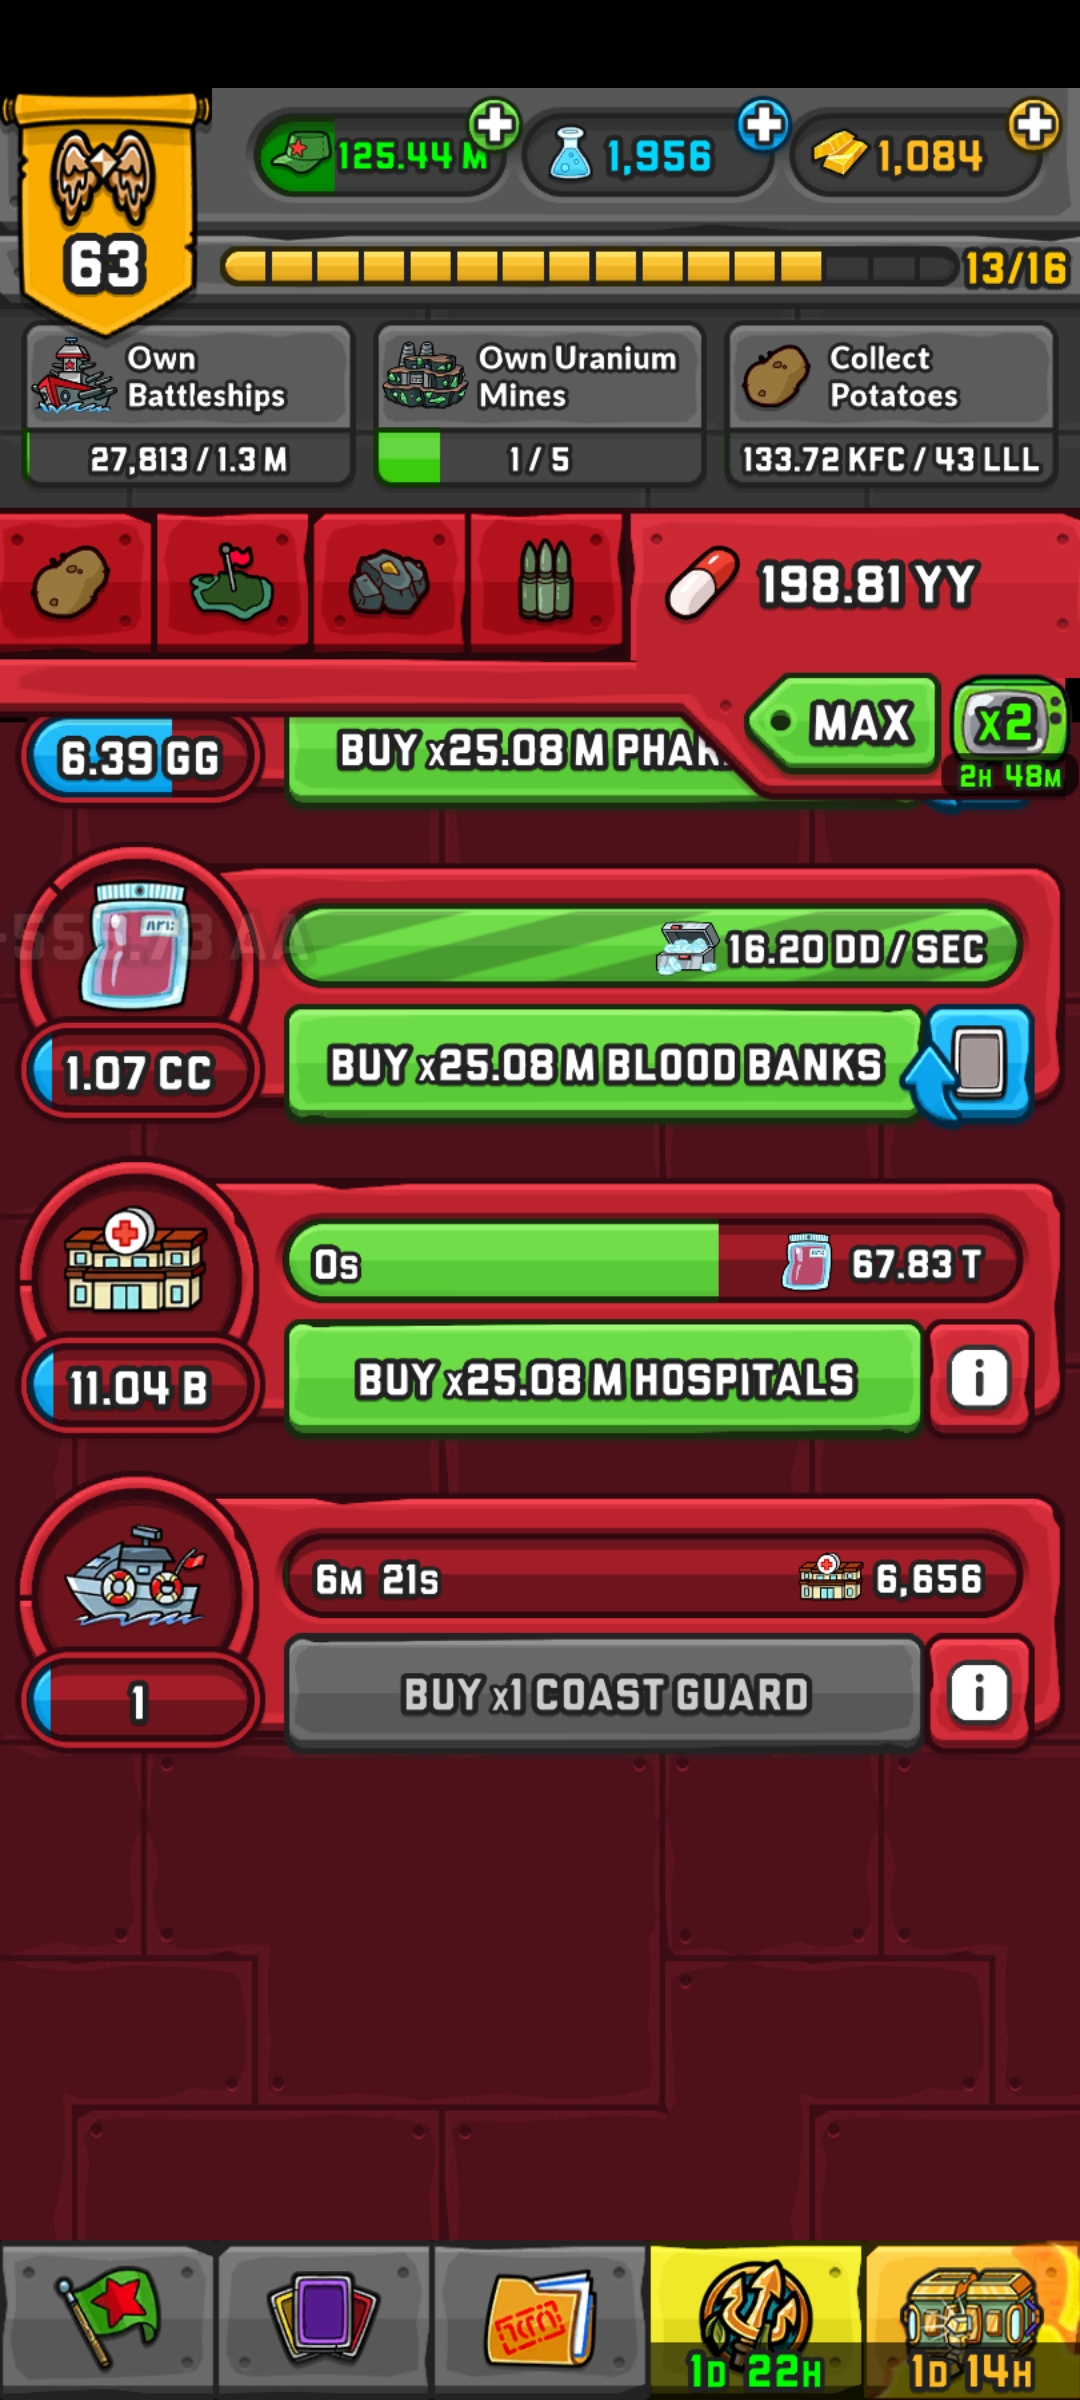 125.44 M
1,956
1,084
63
13/16
Own
Battleships
Own Uranium
Mines
Collect
Potatoes
27,813 / 1.3 M
1 / 5
133.72 KFC / 43 LLL
198.81 YY
MAX
x2
2H 48M
6.39 GG
BUY x25.08 M
16.20 DD / SEC
1.07 CC
BUY x25.08 M BLOOD BANKS
0s
67.83 T
11.04 B
BUY x25.08 M HOSPITALS
i
6M 21s
6,656
1
BUY x1 COAST GUARD
i
1D 22H
1D 14H